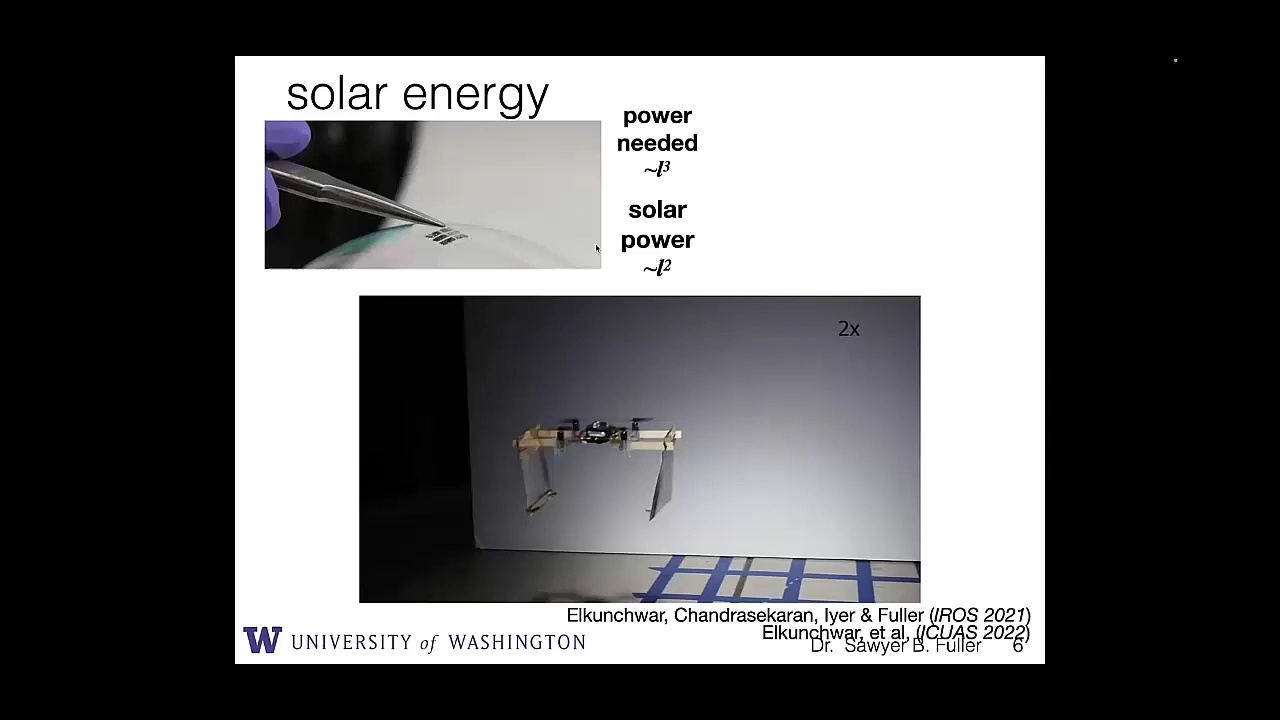 solar energy
power
needed
~l³
solar
power
~l²
2x
Elkunchwar, Chandrasekaran, Iyer & Fuller (IROS 2021)
Elkunchwar, et al, (ICUAS 2022)
Dr. Sawyer B. Fuller 6
W UNIVERSITY of WASHINGTON